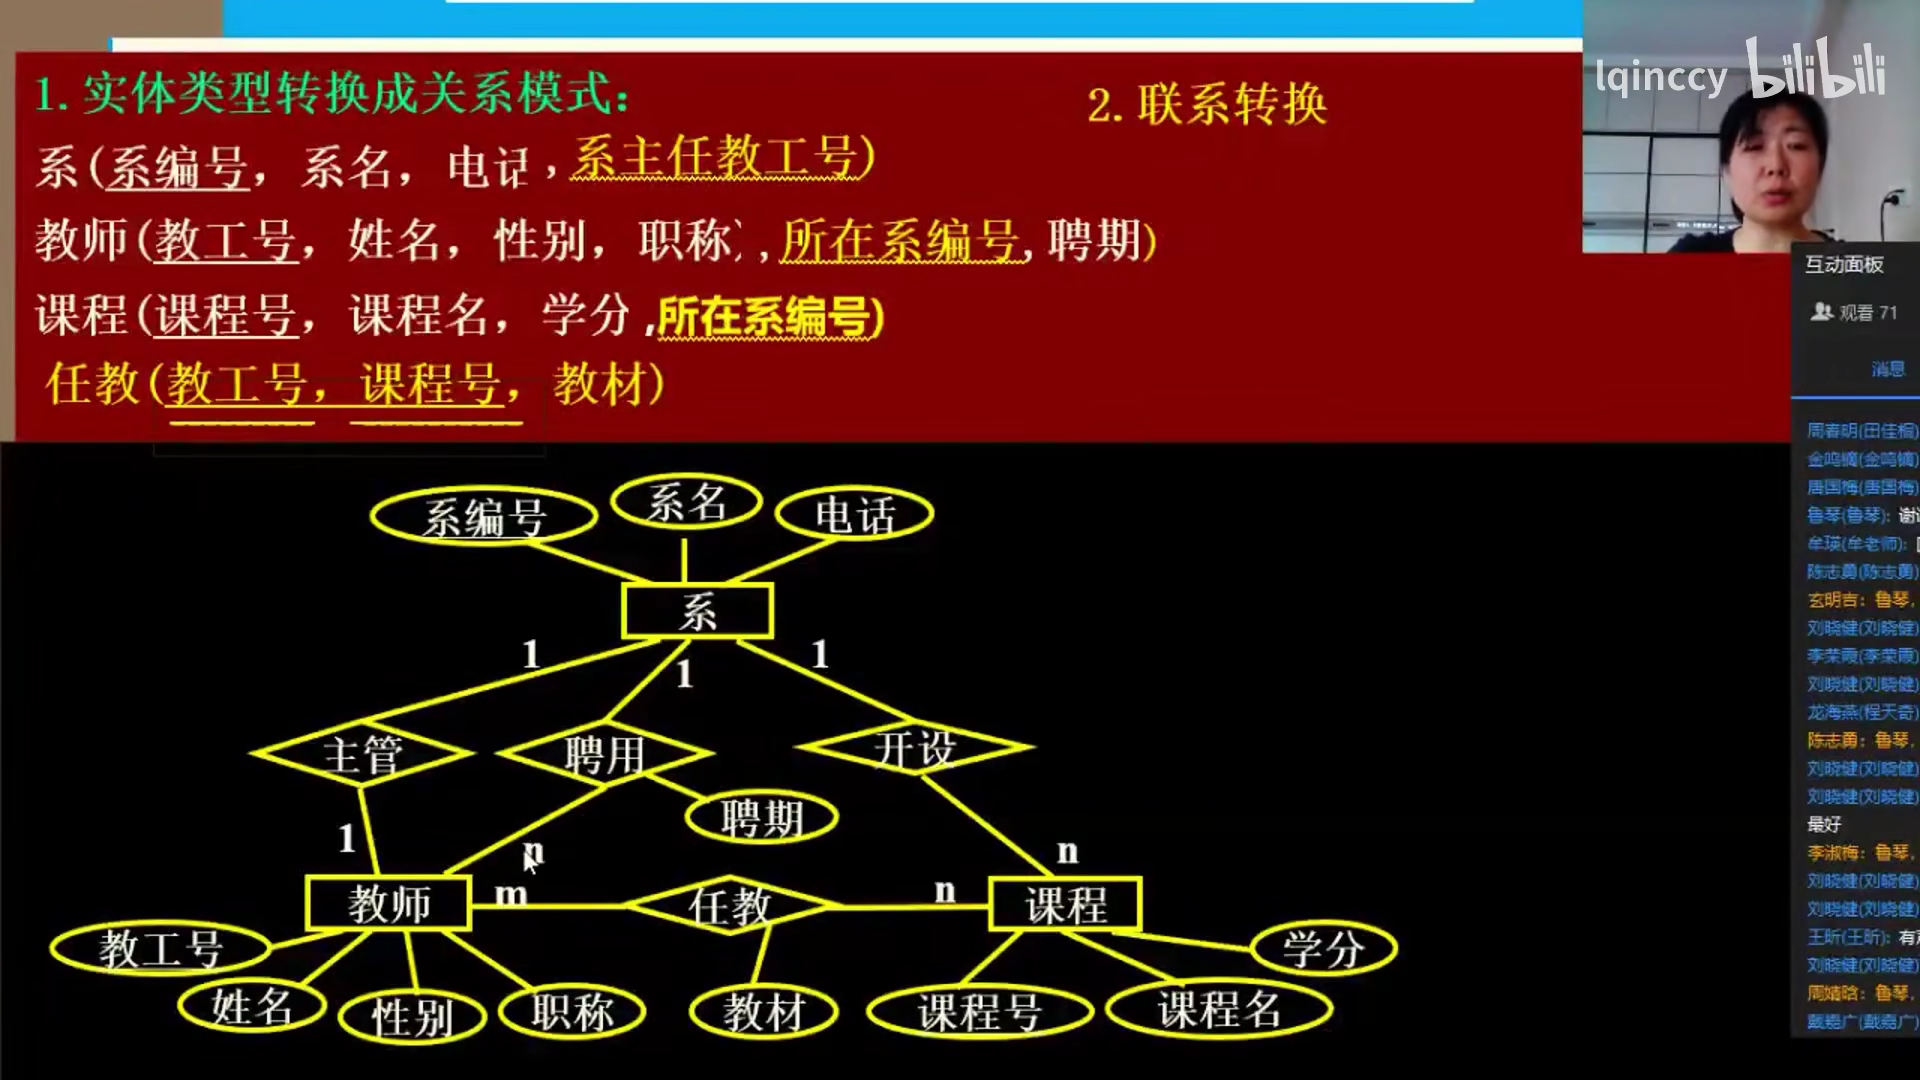 1. 实体类型转换成关系模式:
2. 联系转换
lqinccy bilibili
系(系编号, 系名, 电话, 系主任教工号)
教师(教工号, 姓名, 性别, 职称, 所在系编号, 聘期)
课程(课程号, 课程名, 学分, 所在系编号)
任教(教工号, 课程号, 教材)
系编号
系名
电话
系
1
1
1
主管
聘用
开设
聘期
1
n
n
教师
m
任教
n
课程
教工号
姓名
性别
职称
教材
课程号
课程名
学分
互动面板
观看 71
消息
周春明(田佳桐)
金鸣镝(金鸣镝)
唐国梅(唐国梅)
鲁琴(鲁琴): 谢
牟瑛(牟老师):
陈志勇(陈志勇)
玄明吉: 鲁琴,
刘晓健(刘晓健)
李荣霞(李荣霞)
刘晓健(刘晓健)
龙海燕(程天奇)
陈志勇: 鲁琴,
刘晓健(刘晓健)
刘晓健(刘晓健)
最好
李淑梅: 鲁琴,
刘晓健(刘晓健)
刘晓健(刘晓健)
王昕(王昕): 有
刘晓健(刘晓健)
周婧晗: 鲁琴,
戴嘉广(戴嘉广)